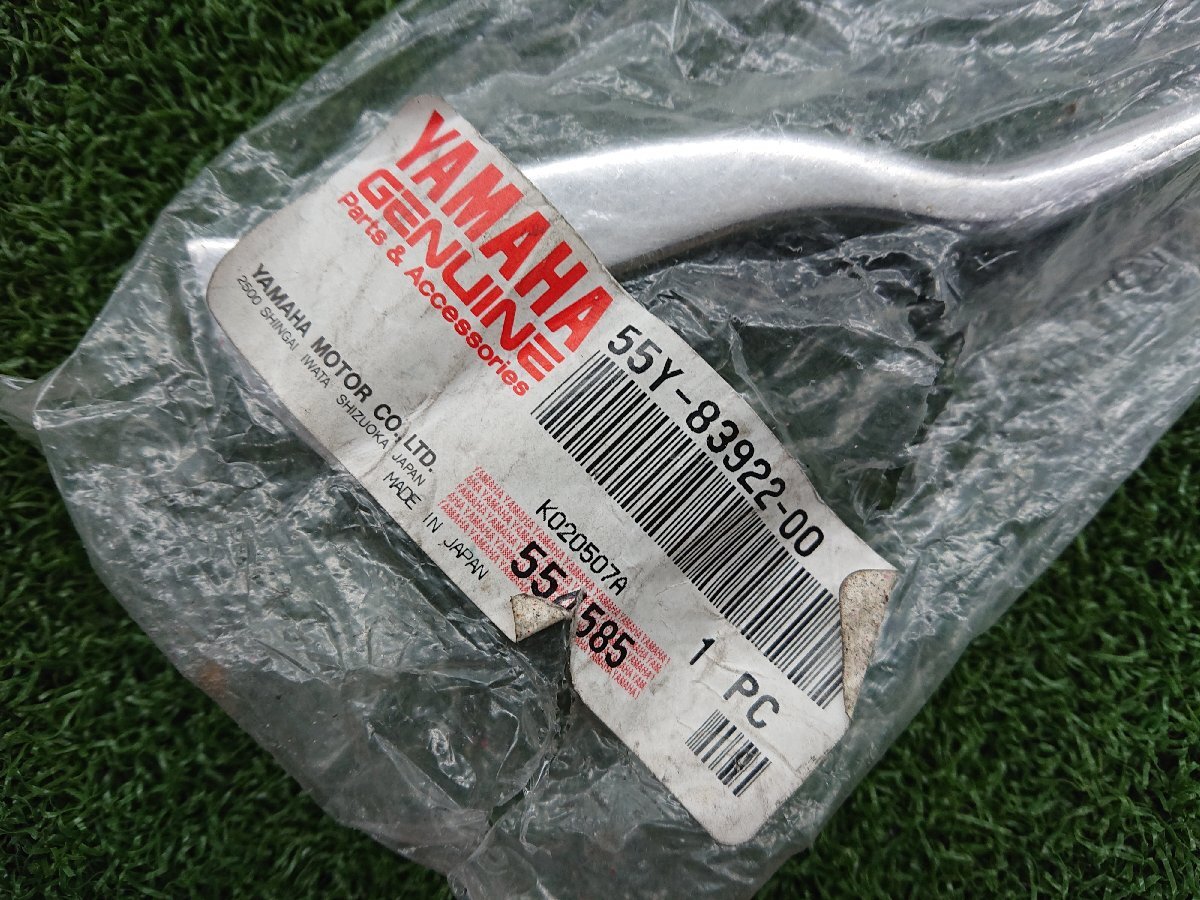 YAMAHA
GENUINE
Parts & Accessories
YAMAHA MOTOR CO.,LTD.
2500 SHINGAI IWATA SHIZUOKA JAPAN
MADE IN JAPAN
55Y-83922-00
K020507A
585
1 PC